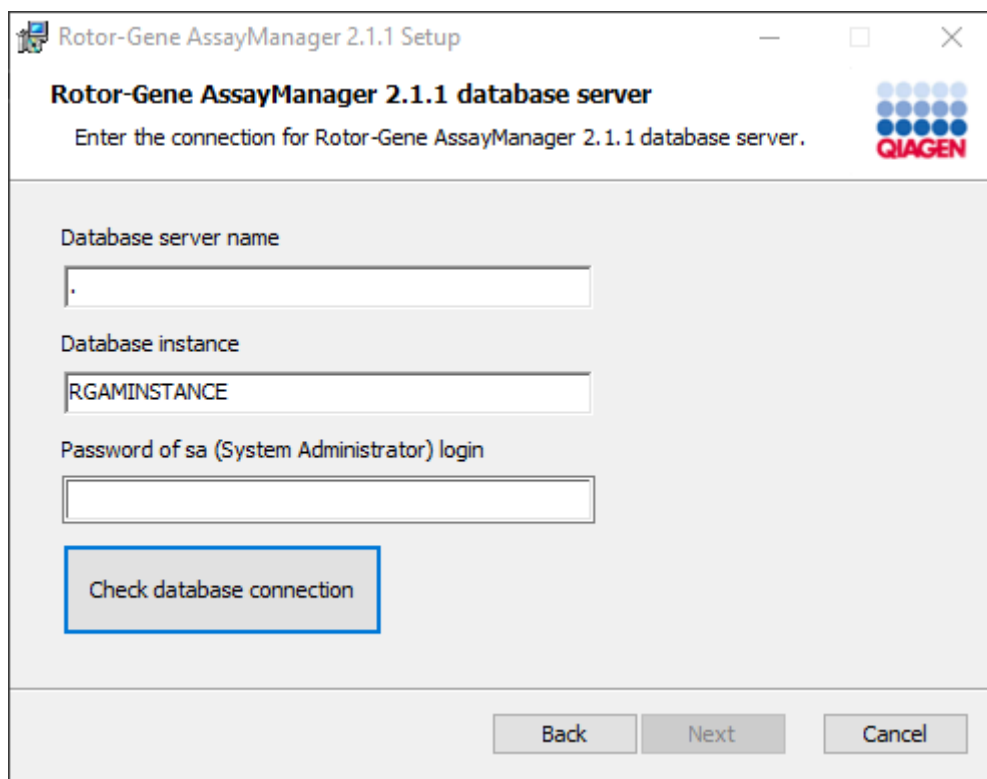 Rotor-Gene AssayManager 2.1.1 Setup
Rotor-Gene AssayManager 2.1.1 database server
Enter the connection for Rotor-Gene AssayManager 2.1.1 database server.
QIAGEN
Database server name
.
Database instance
RGAMINSTANCE
Password of sa (System Administrator) login
Check database connection
Back Next Cancel